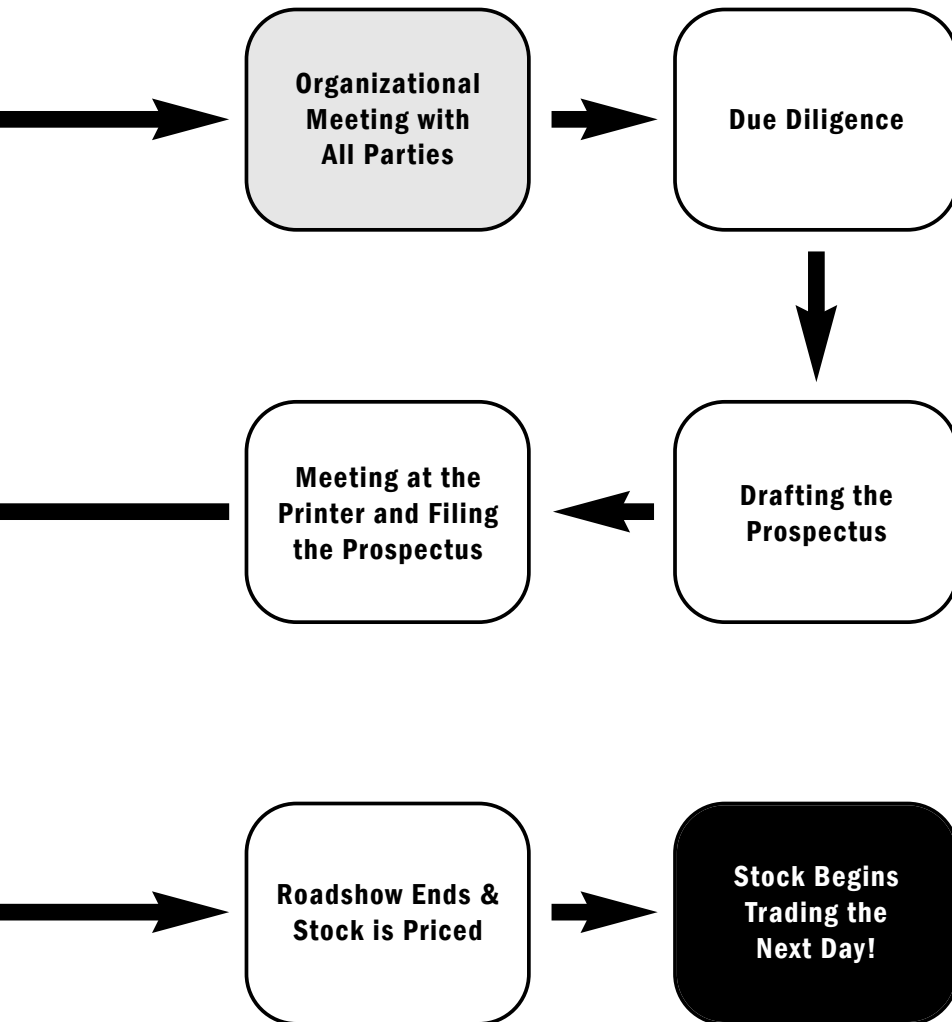 Organizational
Meeting with
All Parties
Due Diligence
Meeting at the
Printer and Filing
the Prospectus
Drafting the
Prospectus
Roadshow Ends &
Stock is Priced
Stock Begins
Trading the
Next Day!